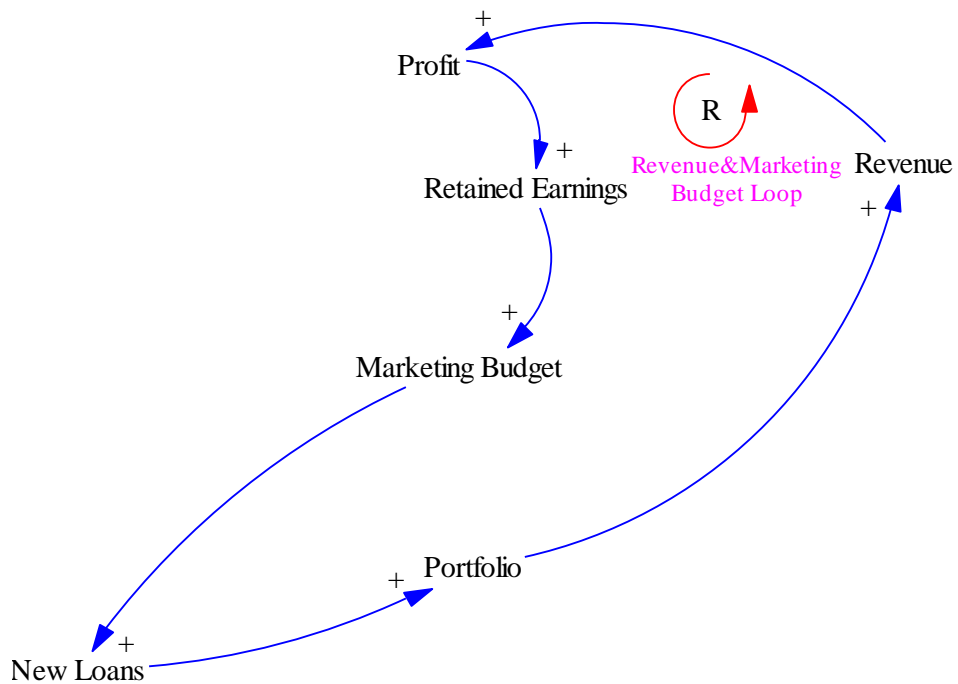 +
Profit
R
+
Revenue&Marketing
Budget Loop
Revenue
Retained Earnings
+
+
Marketing Budget
Portfolio
+
+
New Loans